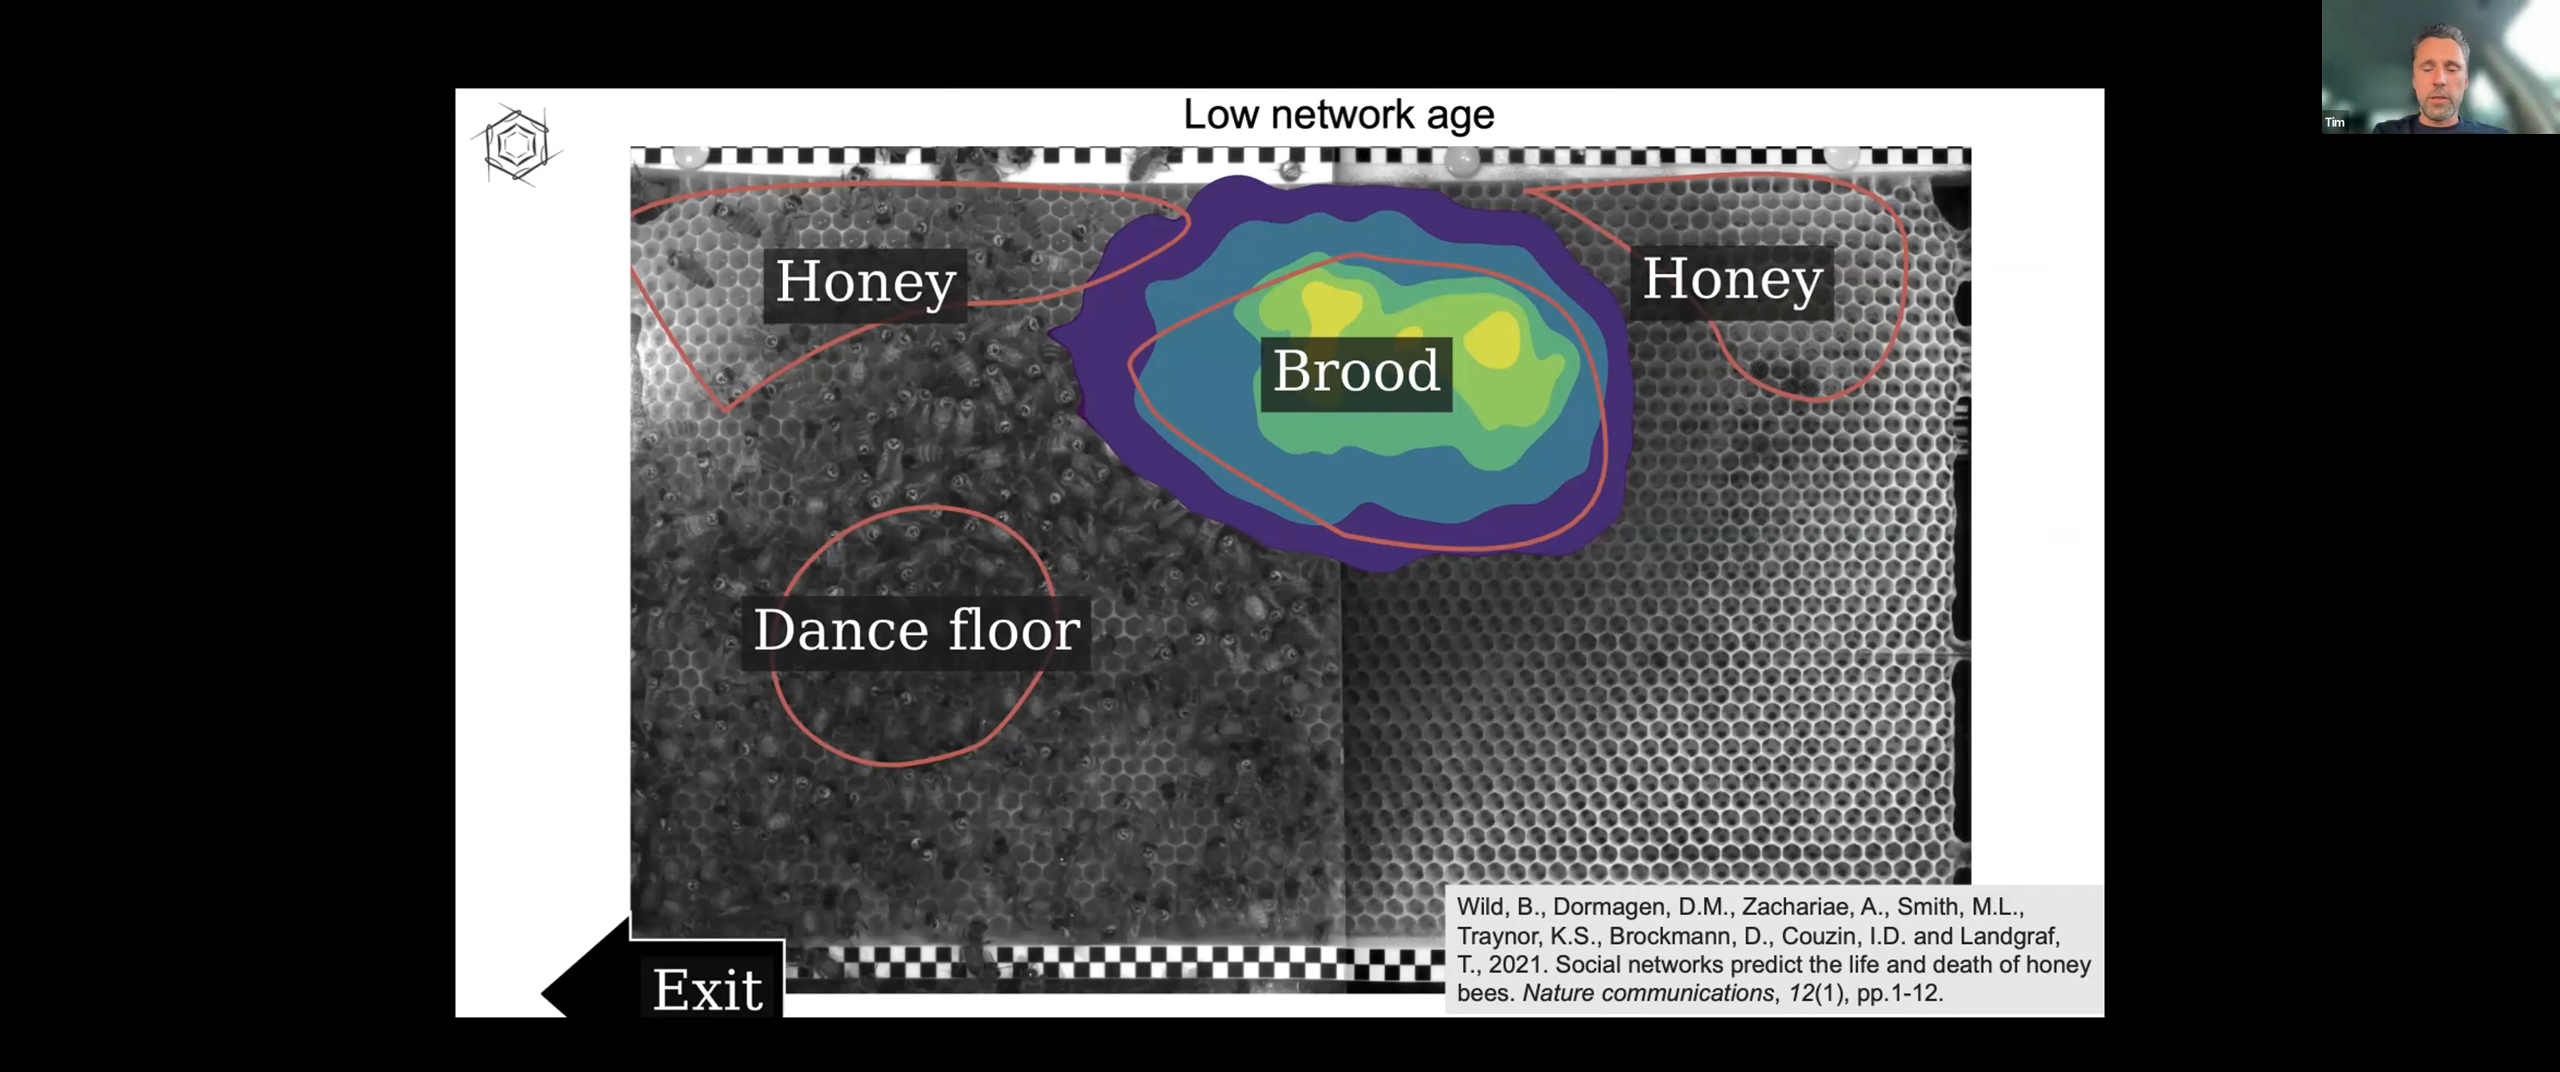 Low network age
Tim
Honey
Honey
Brood
Dance floor
Exit
Wild, B., Dormagen, D.M., Zachariae, A., Smith, M.L.,
Traynor, K.S., Brockmann, D., Couzin, I.D. and Landgraf,
T., 2021. Social networks predict the life and death of honey
bees. Nature communications, 12(1), pp.1-12.